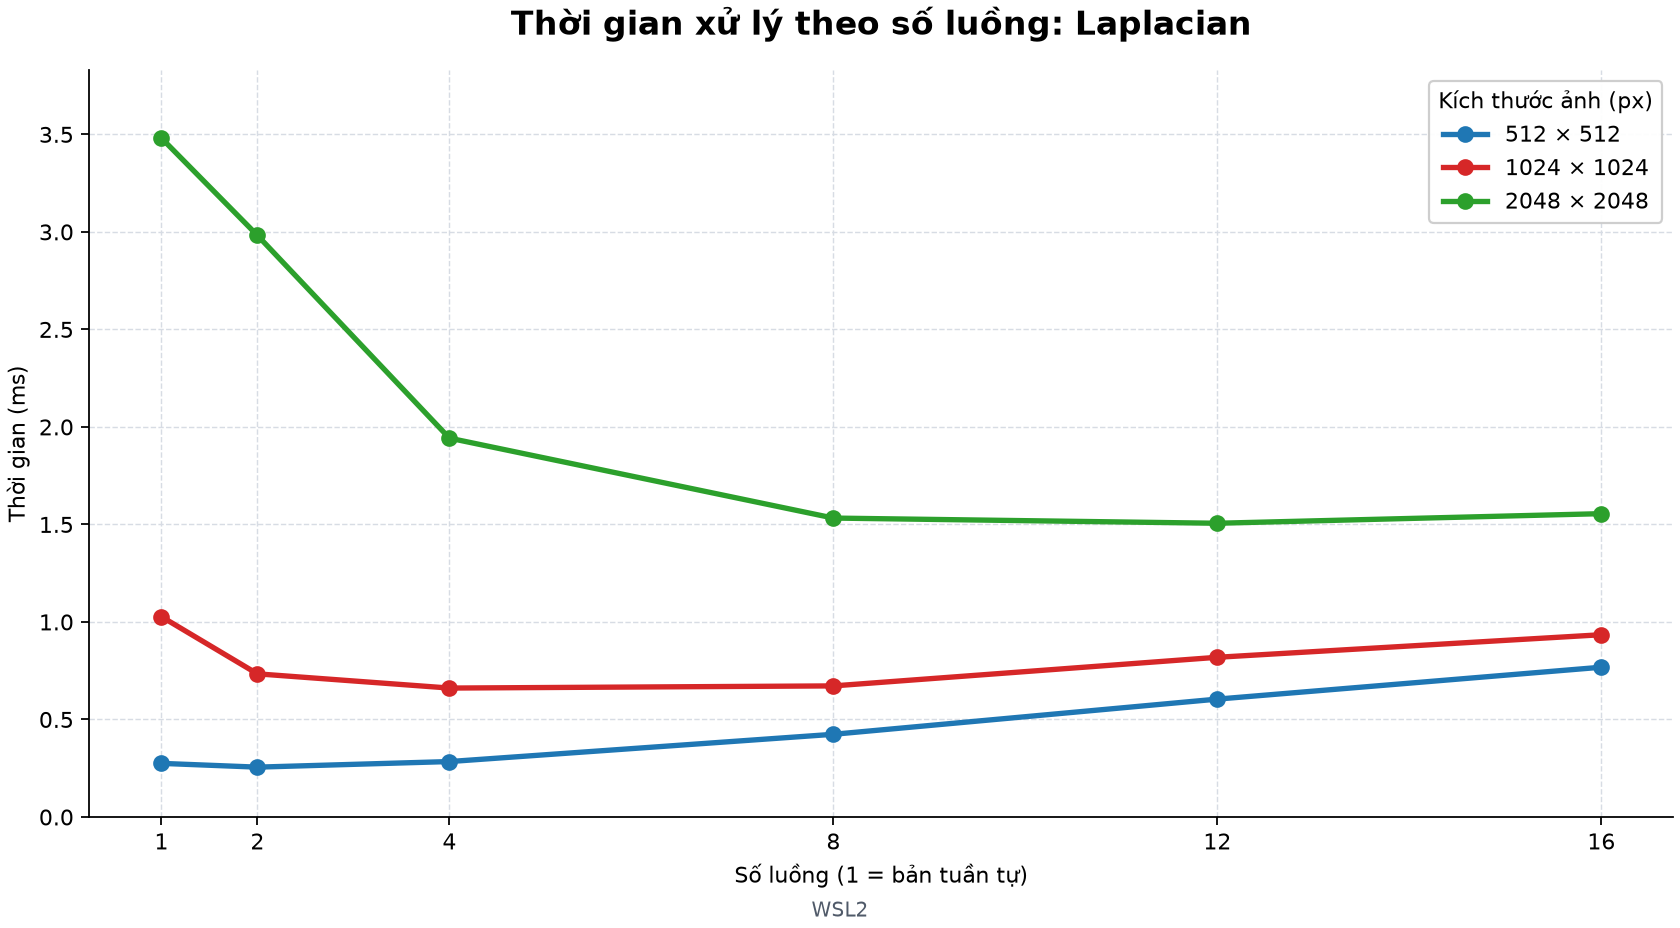 Thời gian xử lý theo số luồng: Laplacian
Kích thước ảnh (px)
512 × 512
1024 × 1024
2048 × 2048
Thời gian (ms)
3.5
3.0
2.5
2.0
1.5
1.0
0.5
0.0
1 2 4 8 12 16
Số luồng (1 = bản tuần tự)
WSL2